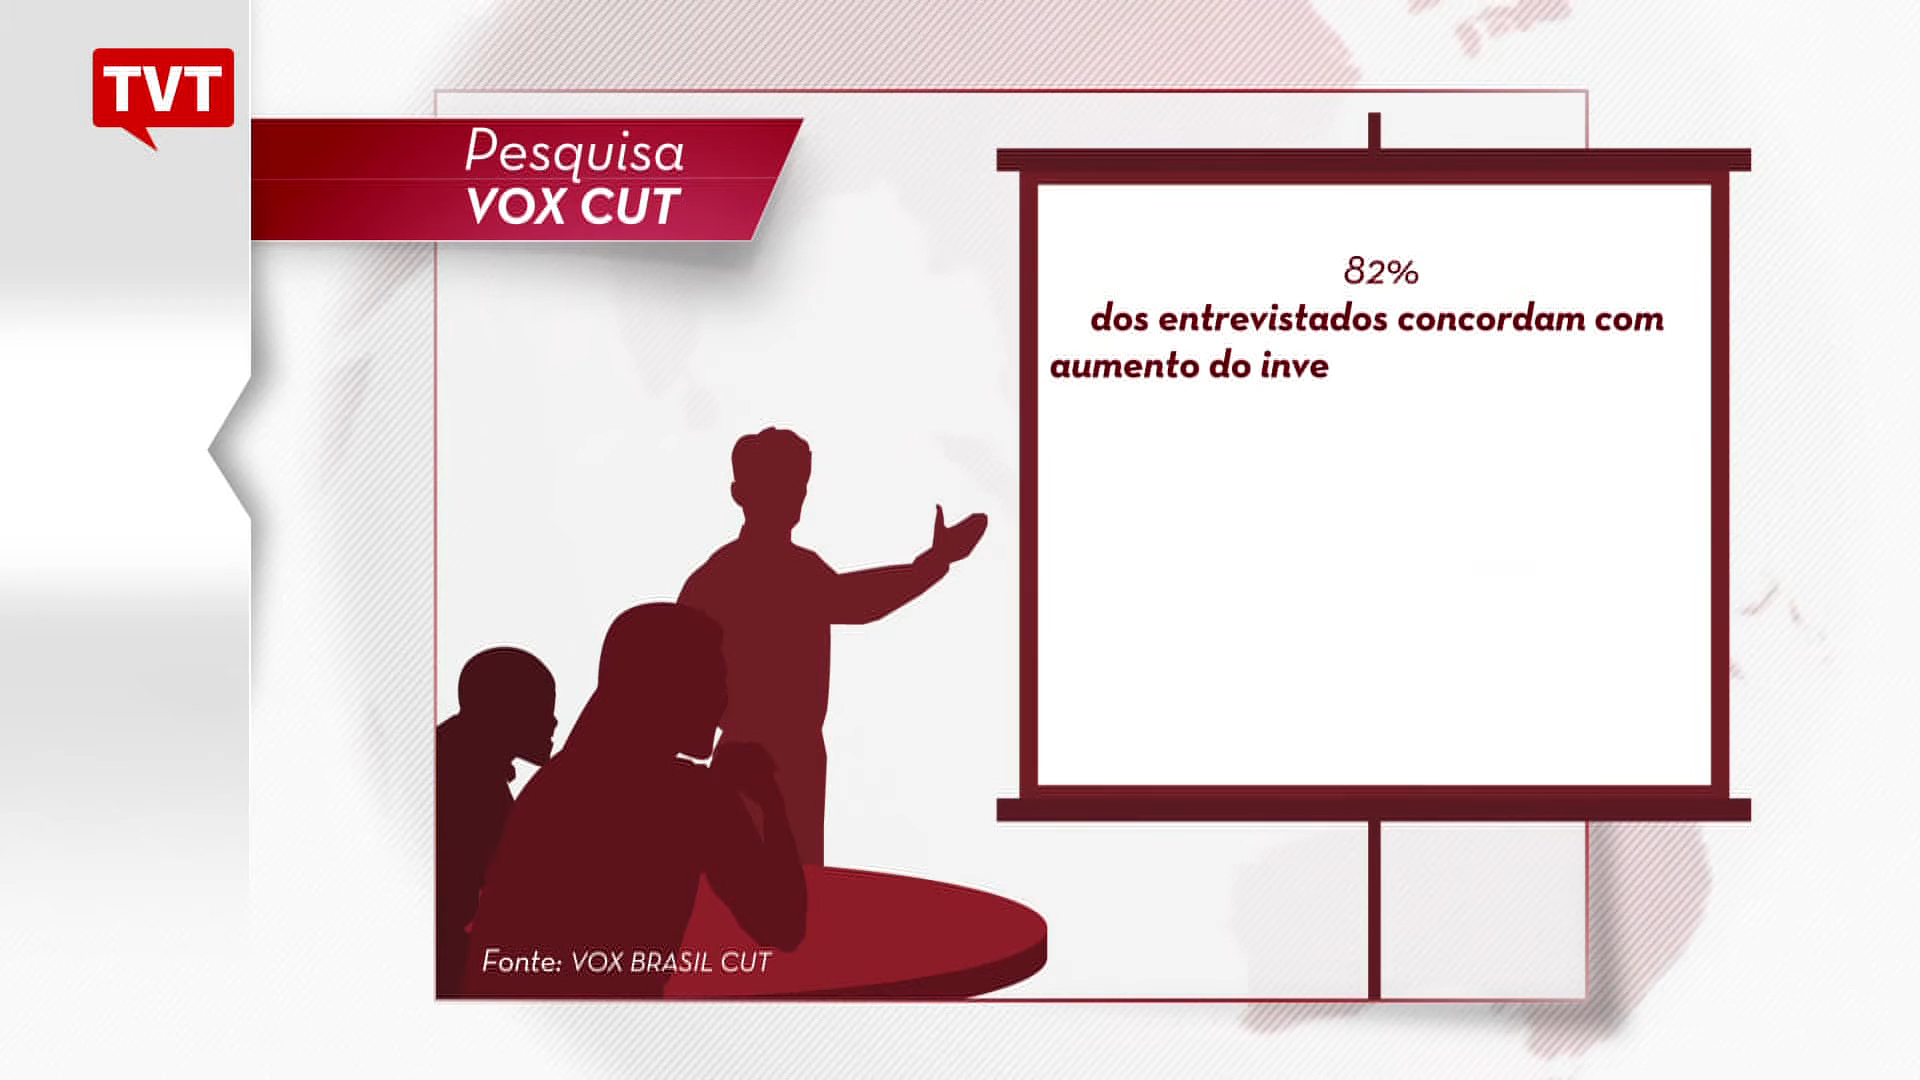 TVT
Pesquisa
VOX CUT
82%
dos entrevistados concordam com
aumento do inve
Fonte: VOX BRASIL CUT